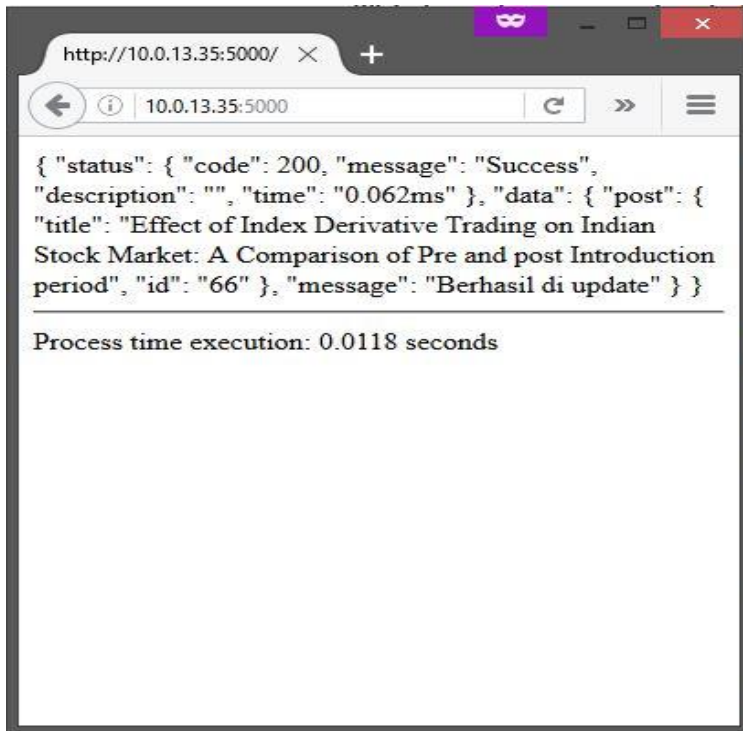 http://10.0.13.35:5000/
10.0.13.35:5000
{ "status": { "code": 200, "message": "Success",
"description": "", "time": "0.062ms" }, "data": { "post": {
"title": "Effect of Index Derivative Trading on Indian
Stock Market: A Comparison of Pre and post Introduction
period", "id": "66" }, "message": "Berhasil di update" } }
Process time execution: 0.0118 seconds